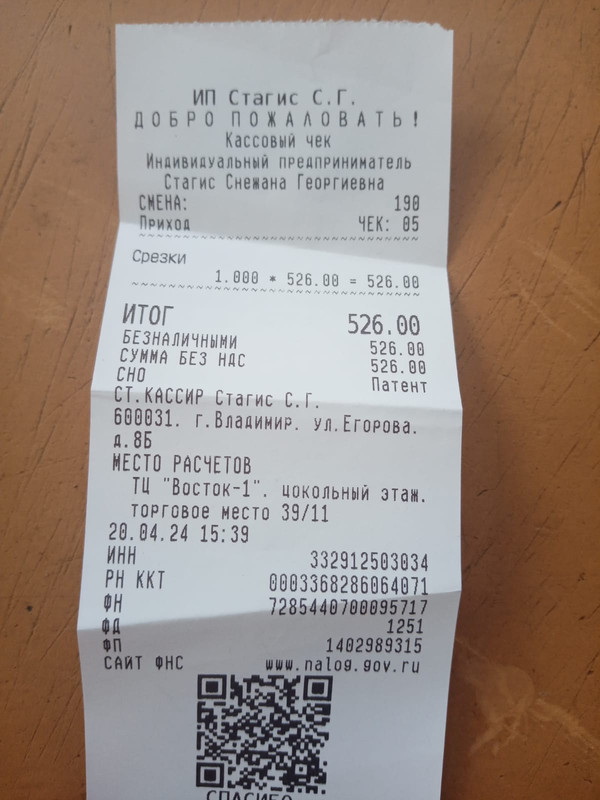 ИП Стагис С.Г.
ДОБРО ПОЖАЛОВАТЬ!
Кассовый чек
Индивидуальный предприниматель
Стагис Снежана Георгиевна
СМЕНА: 190
Приход ЧЕК: 05
Срезки
1.000 * 526.00 = 526.00
ИТОГ 526.00
БЕЗНАЛИЧНЫМИ 526.00
СУММА БЕЗ НДС 526.00
СНО Патент
СТ.КАССИР Стагис С.Г.
600031. г.Владимир. ул.Егорова.
д.8Б
МЕСТО РАСЧЕТОВ
ТЦ "Восток-1". цокольный этаж.
торговое место 39/11
20.04.24 15:39
ИНН 332912503034
РН ККТ 0003368286064071
ФН 7285440700095717
ФД 1251
ФП 1402989315
САЙТ ФНС www.nalog.gov.ru
СПАСИБО